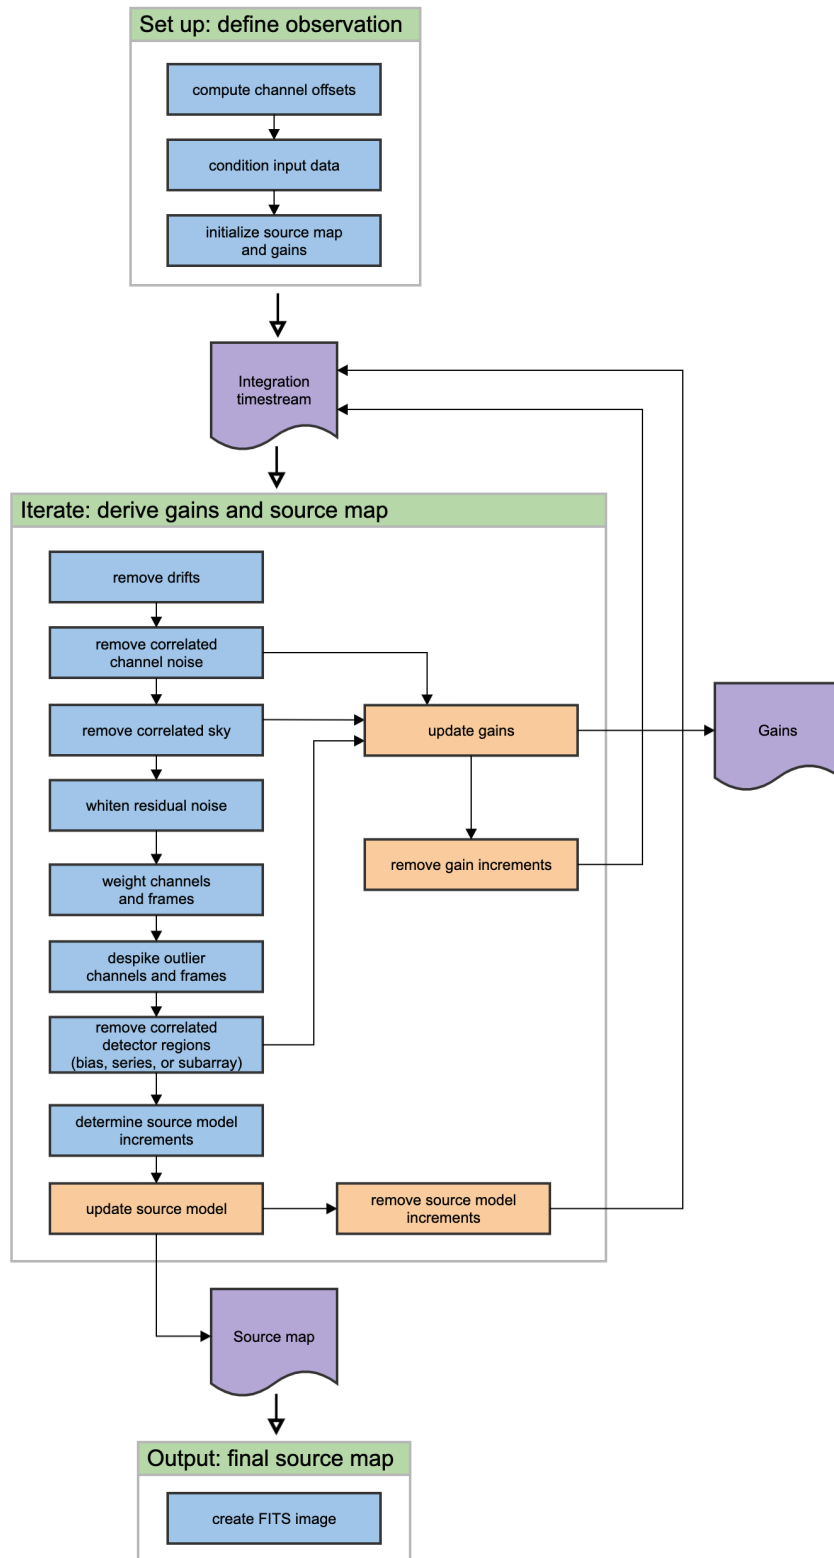 Set up: define observation
compute channel offsets
condition input data
initialize source map
and gains
Integration
timestream
Iterate: derive gains and source map
remove drifts
remove correlated
channel noise
remove correlated sky
update gains
Gains
whiten residual noise
remove gain increments
weight channels
and frames
despike outlier
channels and frames
remove correlated
detector regions
(bias, series, or subarray)
determine source model
increments
update source model
remove source model
increments
Source map
Output: final source map
create FITS image